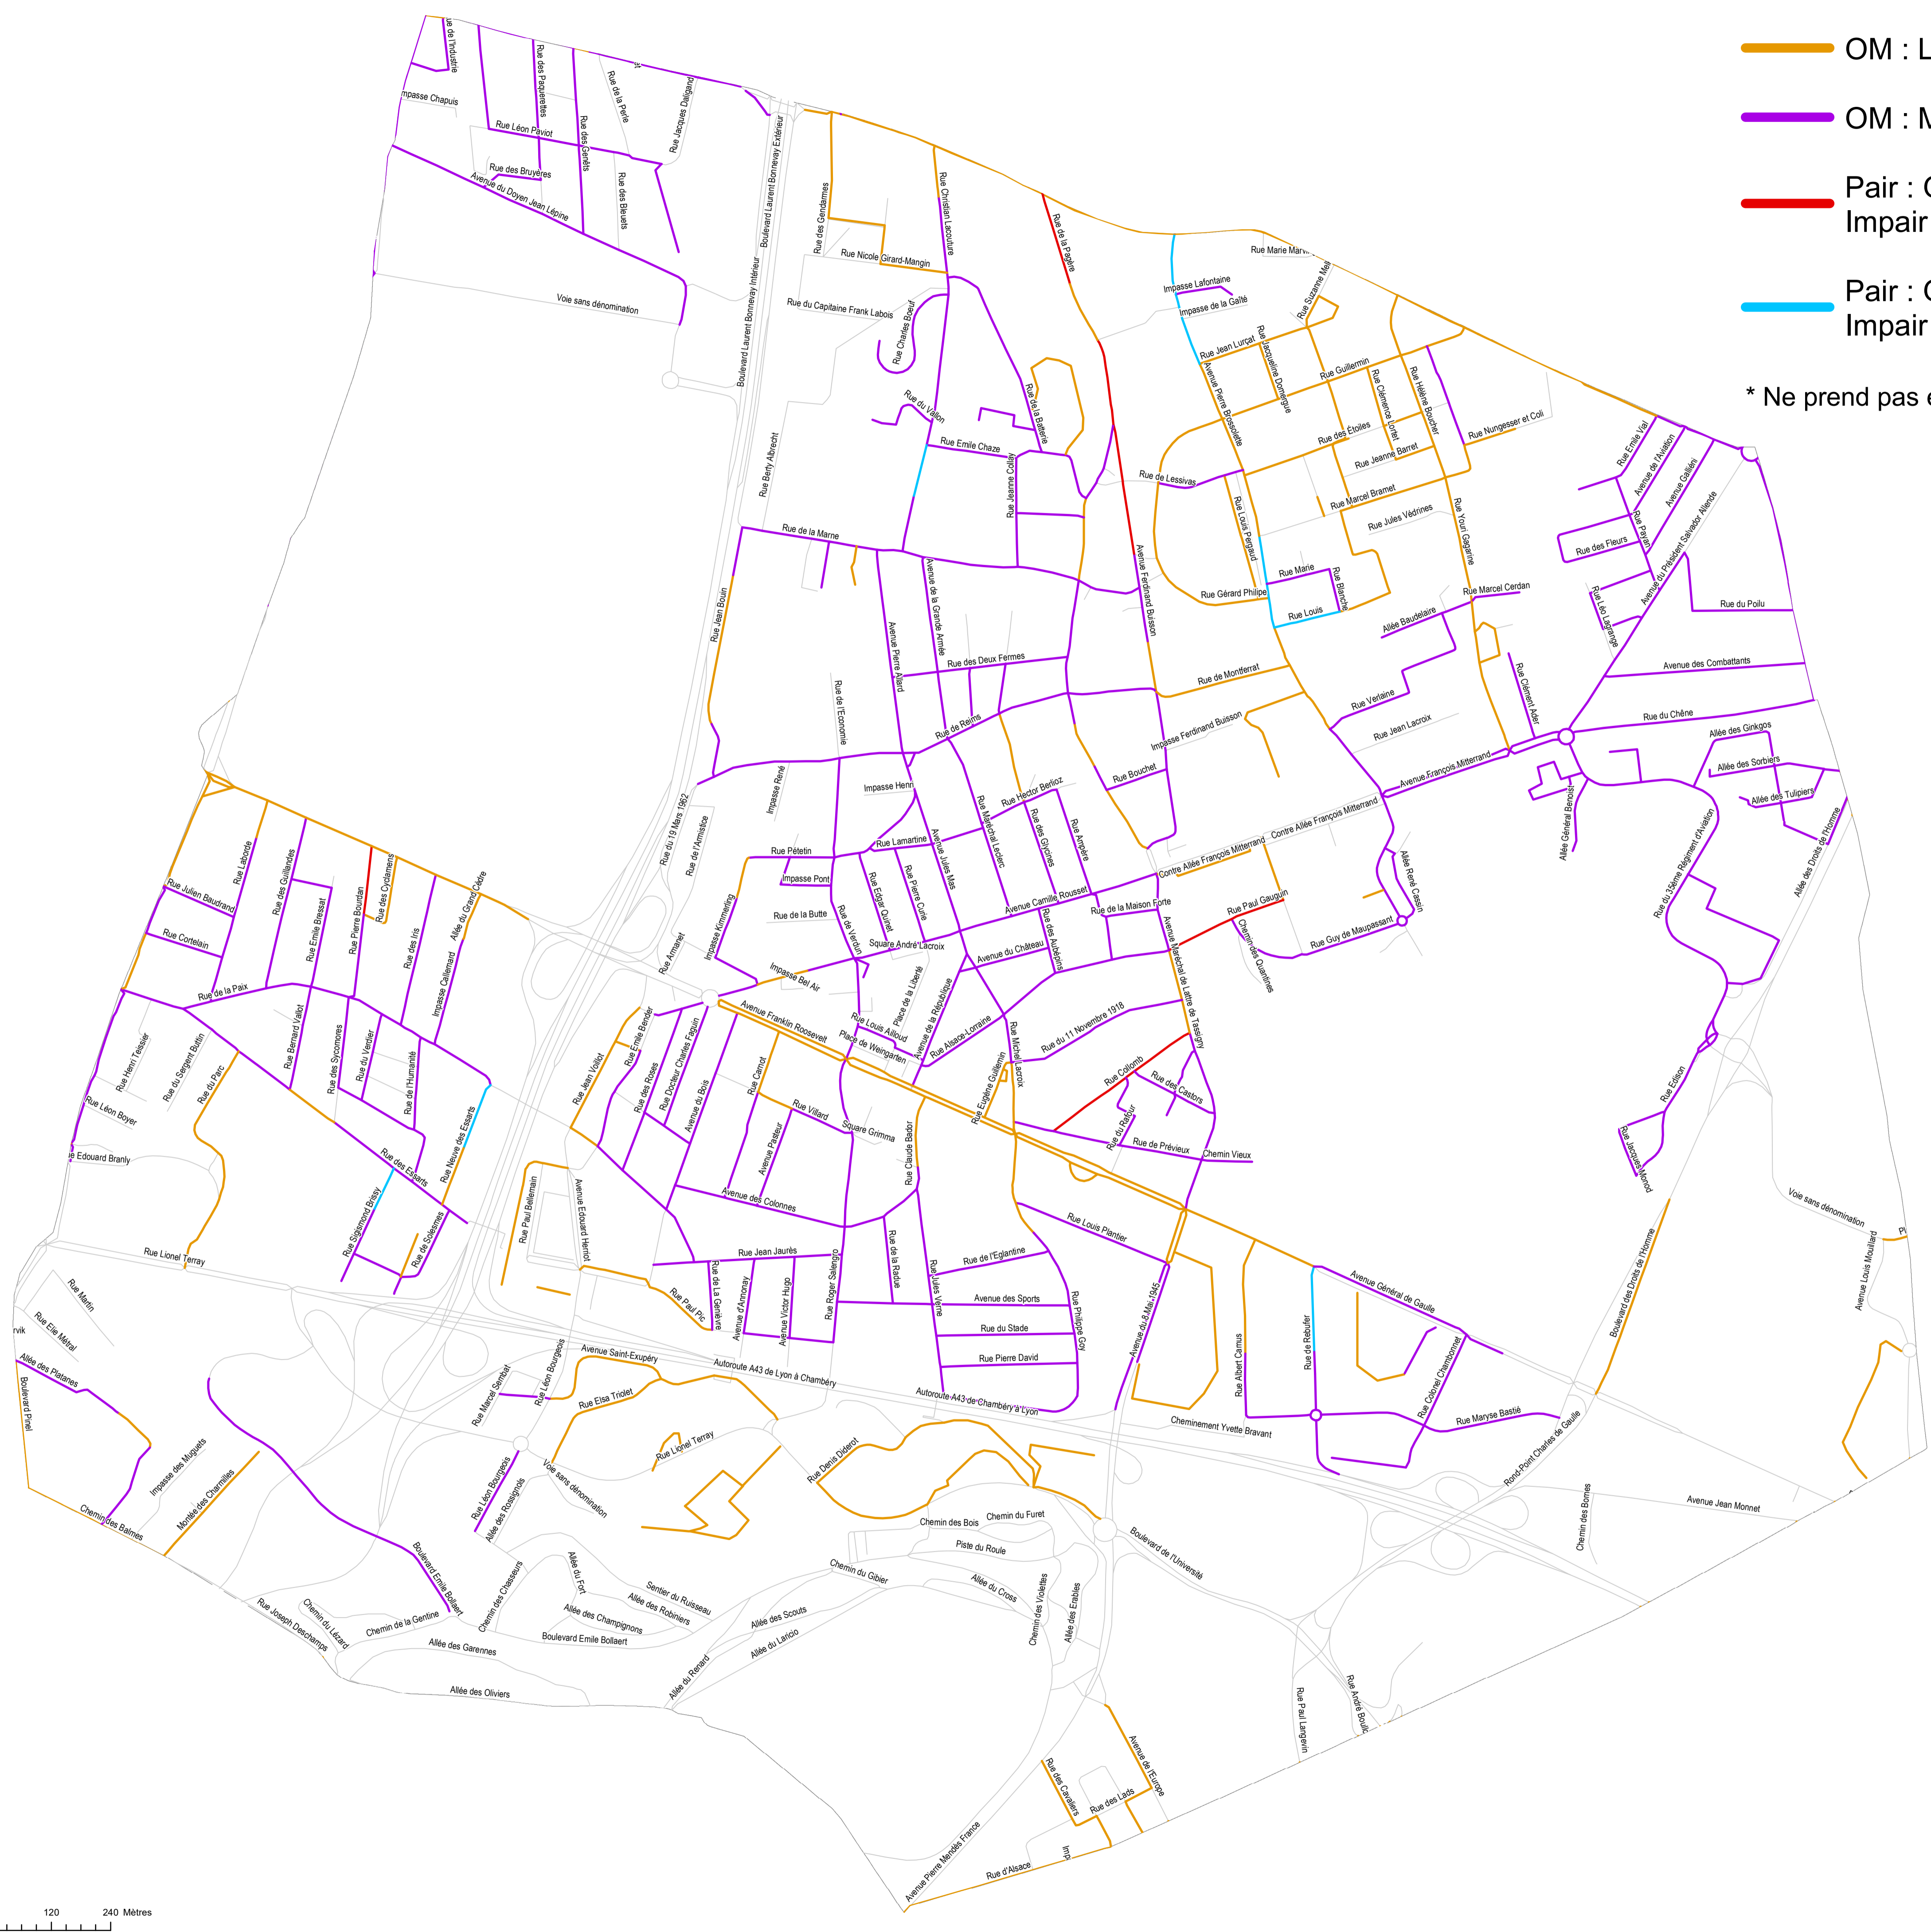 OM : L
OM : M
Pair : O
Impair
Pair : O
Impair
* Ne prend pas e
Rue des Paquerettes
Rue de la Perle
Rue Jacques Daligand
Rue Léon Paviot
Rue des Genêts
Rue des Bruyères
Avenue du Doyen Jean Lépine
Rue des Bleuets
Voie sans dénomination
Boulevard Laurent Bonnevay Extérieur
Boulevard Laurent Bonnevay Intérieur
Rue des Gendarmes
Rue Christian Lacouture
Rue Nicole Girard-Mangin
Rue du Capitaine Frank Labois
Rue Charles Boeuf
Rue de la Pagère
Impasse Lafontaine
Impasse de la Gaîté
Rue Jean Lurçat
Rue Jacqueline Domergue
Rue Guillermin
Rue Clémence Lortet
Rue Hélène Boucher
Avenue Pierre Brossolette
Rue des Étoiles
Rue Jeanne Barret
Rue Nungesser et Coli
Rue Marcel Bramet
Rue Jules Védrines
Rue Youri Gagarine
Rue de Lessivas
Rue Louis Pergaud
Rue Gérard Philipe
Rue Marie
Rue Blanche
Rue Louis
Rue du Vallon
Rue Emile Chaze
Rue de la Batterie
Rue Jeanne Ciplay
Rue Berty Albrecht
Rue de la Marne
Rue Jean Bouin
Avenue Pierre Allard
Avenue de la Grande Armée
Rue des Deux Fermes
Avenue Ferdinand Buisson
Rue de Montferrat
Impasse Ferdinand Buisson
Rue Emile Vial
Avenue de l'Aviation
Avenue Galliéni
Rue Payan
Rue des Fleurs
Avenue du Président Salvador Allende
Rue Léo Lagrange
Rue du Poilu
Avenue des Combattants
Rue du Chêne
Rue Marcel Cerdan
Allée Baudelaire
Rue Verlaine
Rue Jean Lacroix
Rue Clément Ader
Avenue François Mitterrand
Contre Allée François Mitterrand
Contre Allée François Mitterrand
Allée des Ginkgos
Allée des Sorbiers
Allée des Tulipiers
Allée Général Benoist
Rue du 35ème Régiment d'Aviation
Allée des Droits de l'Homme
Rue de l'Economie
Rue de Reims
Impasse René
Impasse Henri
Rue Bouchet
Rue Hector Berlioz
Rue du 19 Mars 1962
Rue de l'Armistice
Rue Pétetin
Impasse Pont
Rue de la Butte
Impasse Kimmerling
Rue Armanet
Rue Lamartine
Avenue Jules Mas
Rue Maréchal Leclerc
Rue des Glycines
Rue Ampère
Rue Edgar Quinet
Rue Pierre Curie
Rue de Verdun
Avenue Camille Rousset
Rue de la Maison Forte
Rue des Aubépins
Square André Lacroix
Avenue du Château
Impasse Bel Air
Place de la Liberté
Avenue de la République
Rue Louis Ailloud
Place de Weingarten
Rue Alsace-Lorraine
Rue du 11 Novembre 1918
Rue Michel Lacroix
Rue Eugène Guillemin
Avenue Maréchal de Lattre de Tassigny
Rue Paul Gauguin
Chemin des Quantines
Rue Guy de Maupassant
Allée René Cassin
Rue Collomb
Rue des Castors
Rue du Rafour
Rue de Prévieux
Chemin Vieux
Rue Edison
Rue Jacques Monod
Rue Laborde
Rue des Guirlandes
Rue Julien Baudrand
Rue Cortelain
Rue Emile Bressat
Rue Pierre Bourdan
Rue des Cyclamens
Rue des Iris
Allée du Grand Cèdre
Impasse Callemard
Rue de la Paix
Rue Henri Teissier
Rue du Sergent Buttin
Rue du Parc
Rue Bernard Vallot
Rue des Sycomores
Rue du Verdier
Rue de l'Humanité
Rue Léon Boyer
Rue Neuve des Essarts
Rue des Essarts
Rue Sigismond Brissy
Rue de Solesmes
Rue Lionel Terray
Rue Martin
Rue Elie Métral
Allée des Platanes
Boulevard Pinel
Impasse des Muguets
Montée des Charmilles
Chemin des Balmes
Avenue Franklin Roosevelt
Rue Jean Voillot
Rue Emile Bender
Rue des Roses
Rue Docteur Charles Faguin
Avenue du Bois
Rue Carnot
Rue Villard
Avenue Pasteur
Square Grimma
Rue Claude Bador
Avenue des Colonnes
Rue Paul Bellemain
Avenue Edouard Herriot
Rue Jean Jaurès
Rue Paul Pic
Rue de La Genièvre
Avenue d'Annonay
Avenue Victor Hugo
Rue Roger Salengro
Rue de la Radue
Rue Jules Verne
Rue de l'Eglantine
Avenue des Sports
Rue du Stade
Rue Pierre David
Rue Philippe Goy
Rue Louis Plantier
Avenue du 8 Mai 1945
Rue Albert Camus
Rue de Rebufer
Avenue Général de Gaulle
Rue Colonel Chambonnet
Rue Maryse Bastié
Cheminement Yvette Bravant
Boulevard des Droits de l'Homme
Rond-Point Charles de Gaulle
Voie sans dénomination
Avenue Louis Mouillard
Avenue Jean Monnet
Chemin des Bornes
Autoroute A43 de Lyon à Chambéry
Autoroute A43 de Chambéry à Lyon
Avenue Saint-Exupéry
Rue Elsa Triolet
Rue Léon Bourgeois
Rue Marcel Sembat
Rue Lionel Terray
Voie sans dénomination
Rue Léon Bourgeois
Allée des Rossignols
Rue Denis Diderot
Boulevard Emile Bollaert
Chemin des Chasseurs
Allée du Fort
Sentier du Ruisseau
Allée des Robiniers
Allée des Champignons
Boulevard Emile Bollaert
Chemin du Lézard
Rue Joseph Deschamps
Chemin de la Gentine
Allée des Garennes
Allée des Oliviers
Allée du Renard
Allée des Scouts
Allée du Laricio
Chemin du Gibier
Chemin des Bois
Chemin du Furet
Piste du Roule
Allée du Cross
Chemin des Violettes
Allée des Erables
Boulevard de l'Université
Rue Paul Langevin
Avenue de l'Europe
Rue des Cavaliers
Rue des Lads
Rue d'Alsace
Avenue Pierre Mendès France
120 240 Mètres